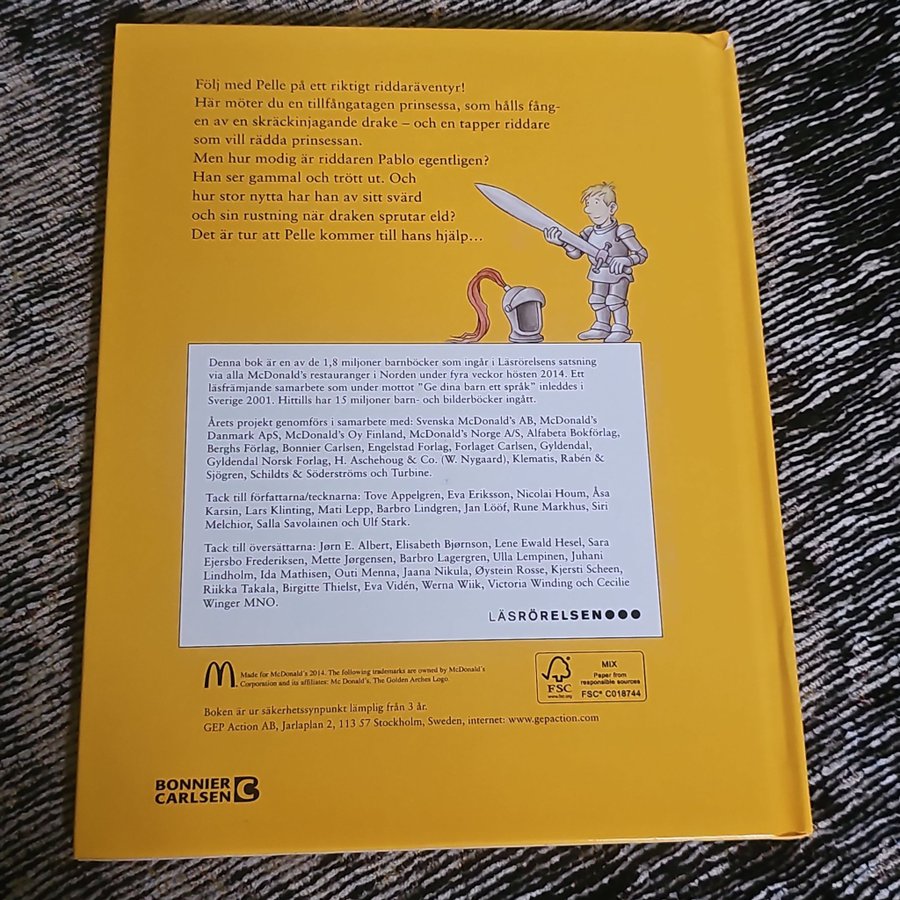 Följ med Pelle på ett riktigt riddaräventyr!
Här möter du en tillfångatagen prinsessa, som hålls fång-
en av en skräckinjagande drake – och en tapper riddare
som vill rädda prinsessan.
Men hur modig är riddaren Pablo egentligen?
Han ser gammal och trött ut. Och
hur stor nytta har han av sitt svärd
och sin rustning när draken sprutar eld?
Det är tur att Pelle kommer till hans hjälp...
Denna bok är en av de 1,8 miljoner barnböcker som ingår i Läsrörelsens satsning
via alla McDonald's restauranger i Norden under fyra veckor hösten 2014. Ett
läsfrämjande samarbete som under mottot "Ge dina barn ett språk" inleddes i
Sverige 2001. Hittills har 15 miljoner barn- och bilderböcker ingått.
Årets projekt genomförs i samarbete med: Svenska McDonald's AB, McDonald's
Danmark ApS, McDonald's Oy Finland, McDonald's Norge A/S, Alfabeta Bokförlag,
Berghs Förlag, Bonnier Carlsen, Engelstad Forlag, Forlaget Carlsen, Gyldendal,
Gyldendal Norsk Forlag, H. Aschehoug & Co. (W. Nygaard), Klematis, Rabén &
Sjögren, Schildts & Söderströms och Turbine.
Tack till författarna/tecknarna: Tove Appelgren, Eva Eriksson, Nicolai Houm, Åsa
Karsin, Lars Klinting, Mati Lepp, Barbro Lindgren, Jan Lööf, Rune Markhus, Siri
Melchior, Salla Savolainen och Ulf Stark.
Tack till översättarna: Jørn E. Albert, Elisabeth Bjørnson, Lene Ewald Hesel, Sara
Ejersbo Frederiksen, Mette Jørgensen, Barbro Lagergren, Ulla Lempinen, Juhani
Lindholm, Ida Mathisen, Outi Menna, Jaana Nikula, Øystein Rosse, Kjersti Scheen,
Riikka Takala, Birgitte Thielst, Eva Vidén, Werna Wiik, Victoria Winding och Cecilie
Winger MNO.
LÄSRÖRELSEN
Made for McDonald's 2014. The following trademarks are owned by McDonald's
Corporation and its affiliates: Mc Donald's, The Golden Arches Logo.
FSC
www.fsc.org
MIX
Paper from
responsible sources
FSC® C018744
Boken är ur säkerhetssynpunkt lämplig från 3 år.
GEP Action AB, Jarlaplan 2, 113 57 Stockholm, Sweden, internet: www.gepaction.com
BONNIER
CARLSEN